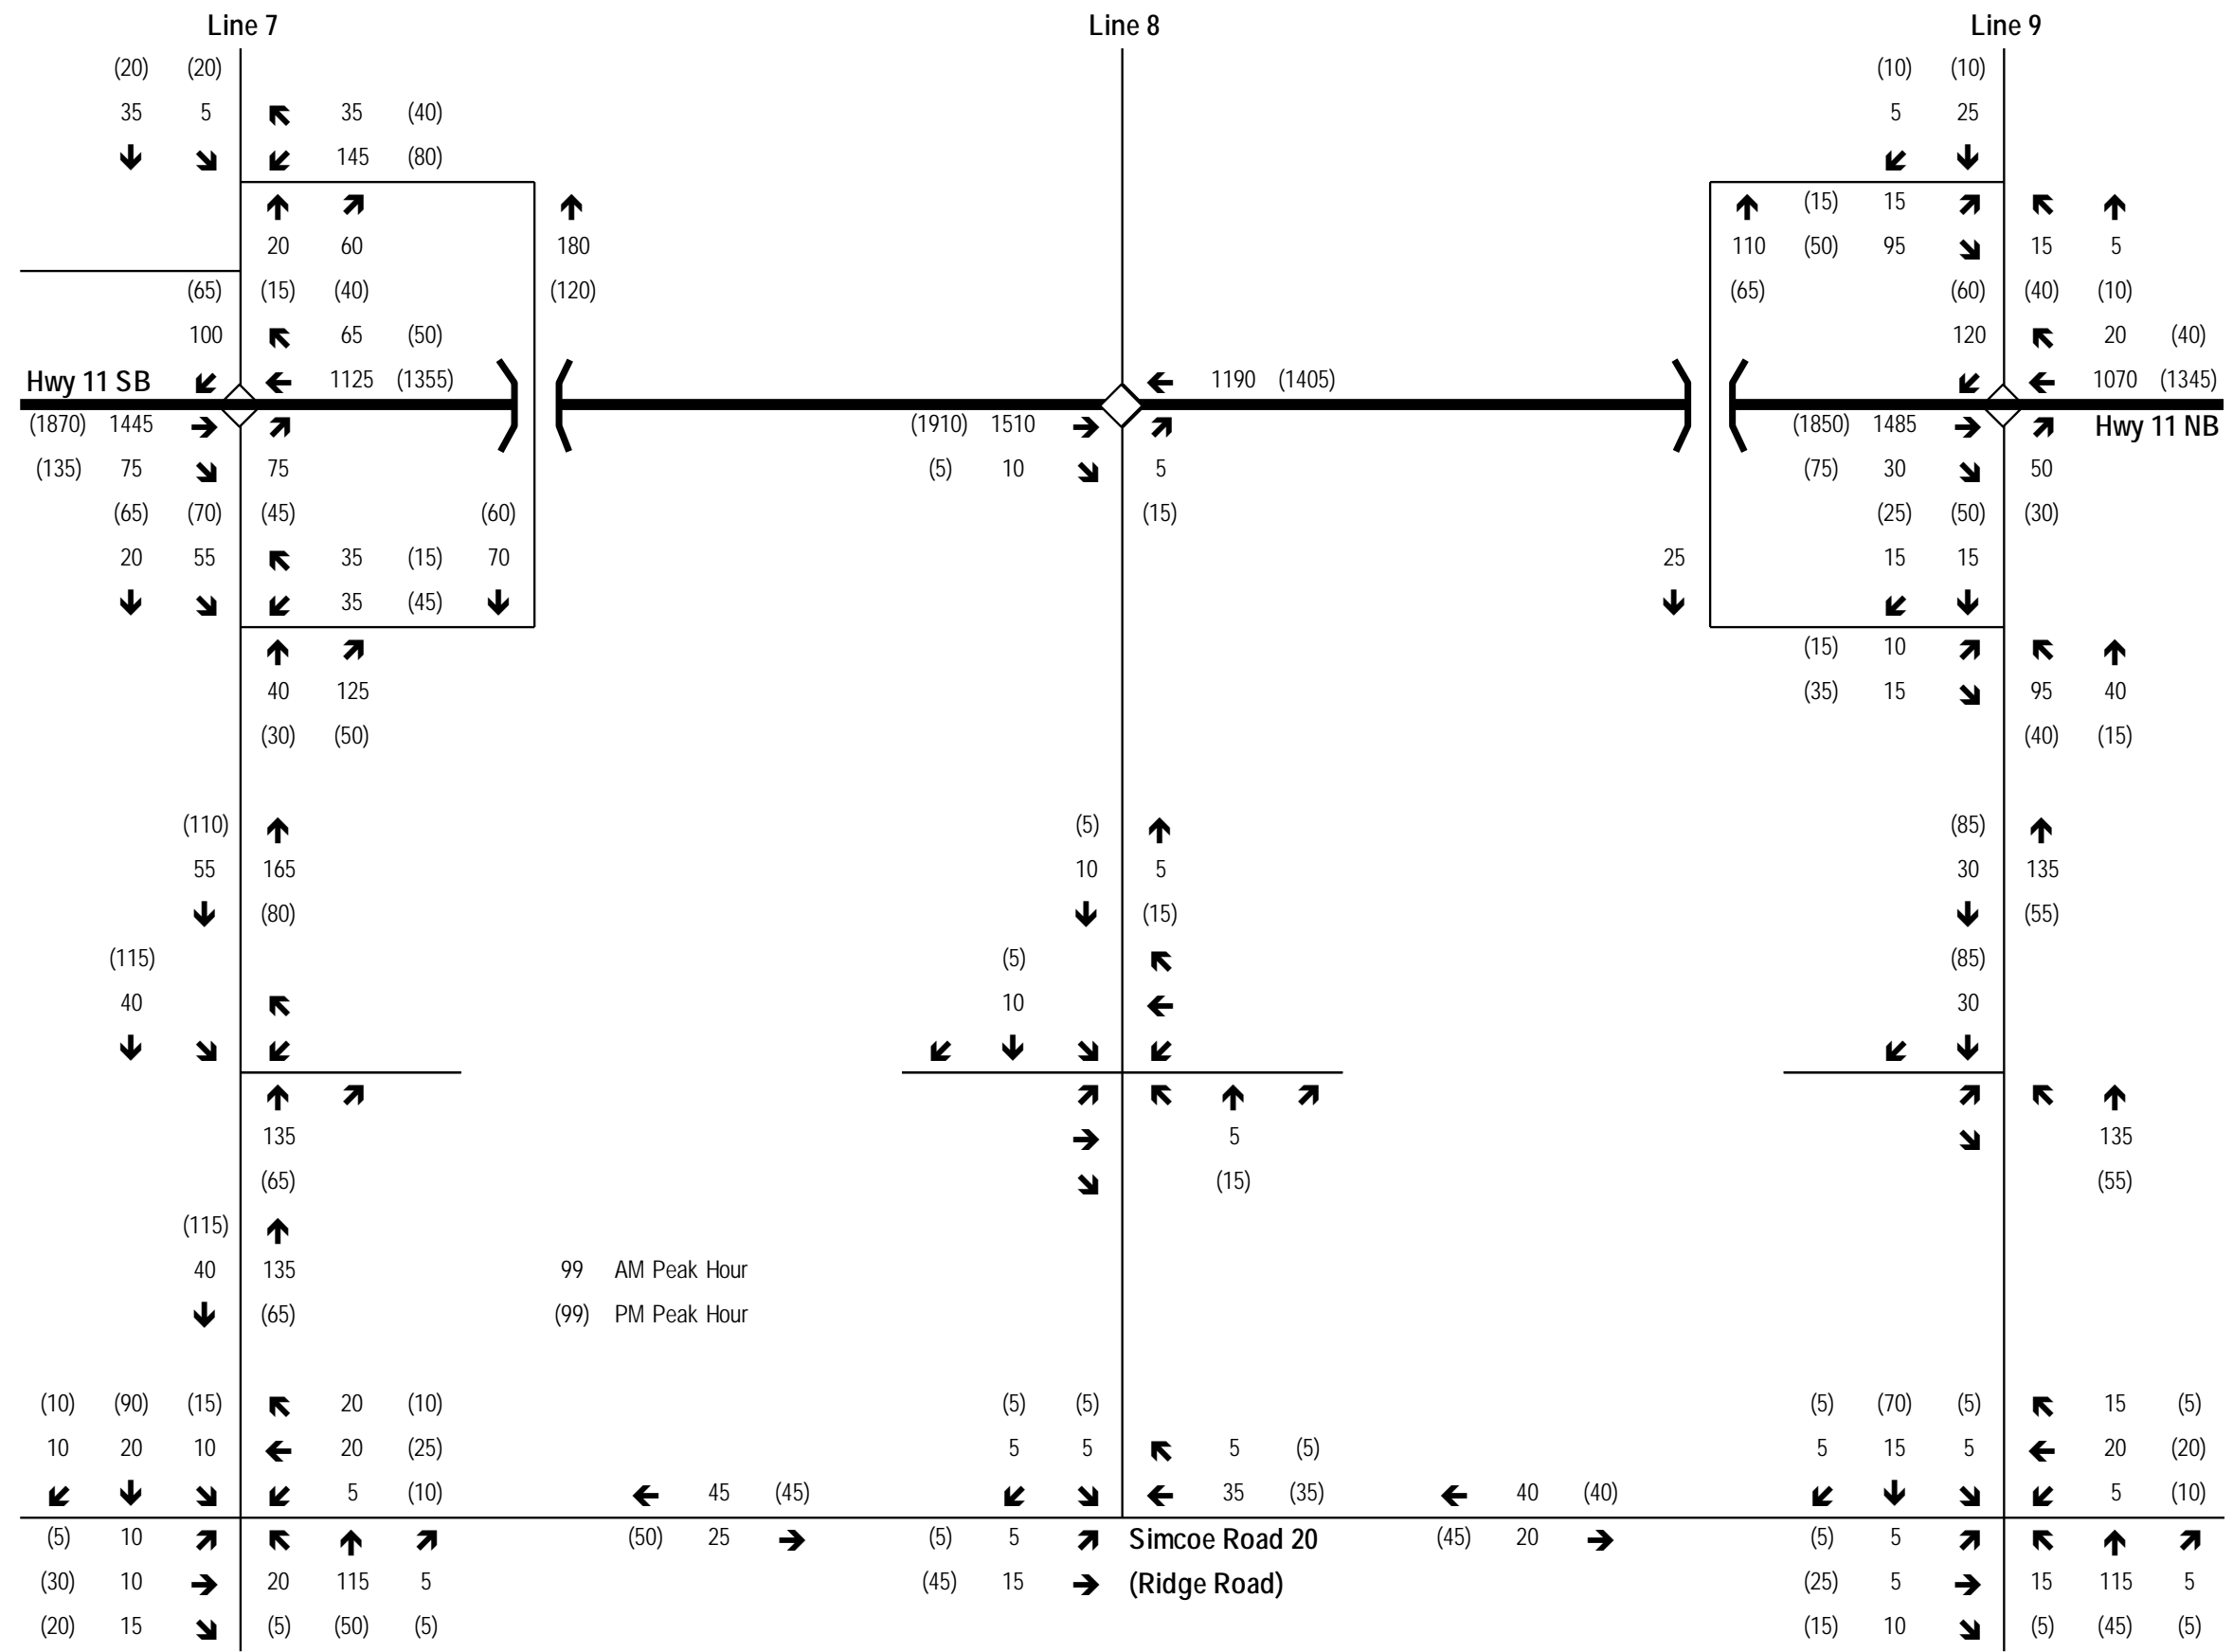 Line 7 Line 8 Line 9
(20) (20) (10) (10)
35 5 35 (40) 5 25
145 (80)
(15) 15
20 60 180 110 (50) 95 15 5
(65) (15) (40) (120) (65) (60) (40) (10)
100 65 (50) 120 20 (40)
Hwy 11 SB 1125 (1355) 1190 (1405) 1070 (1345)
(1870) 1445 (1910) 1510 (1850) 1485 Hwy 11 NB
(135) 75 75 (5) 10 5 (75) 30 50
(65) (70) (45) (60) (15) (25) (50) (30)
20 55 35 (15) 70 25 15 15
35 (45)
(15) 10
40 125 (35) 15 95 40
(30) (50) (40) (15)
(110) (5) (85)
55 165 10 5 30 135
(80) (15) (55)
(115) (5) (85)
40 10 30
135 5 135
(65) (15) (55)
(115)
40 135 99 AM Peak Hour
(65) (99) PM Peak Hour
(10) (90) (15) 20 (10) (5) (5) (5) (70) (5) 15 (5)
10 20 10 20 (25) 5 5 5 (5) 5 15 5 20 (20)
5 (10) 45 (45) 35 (35) 40 (40) 5 (10)
(5) 10 (50) 25 (5) 5 Simcoe Road 20 (45) 20 (5) 5
(30) 10 20 115 5 (45) 15 (Ridge Road) (25) 5 15 115 5
(20) 15 (5) (50) (5) (15) 10 (5) (45) (5)